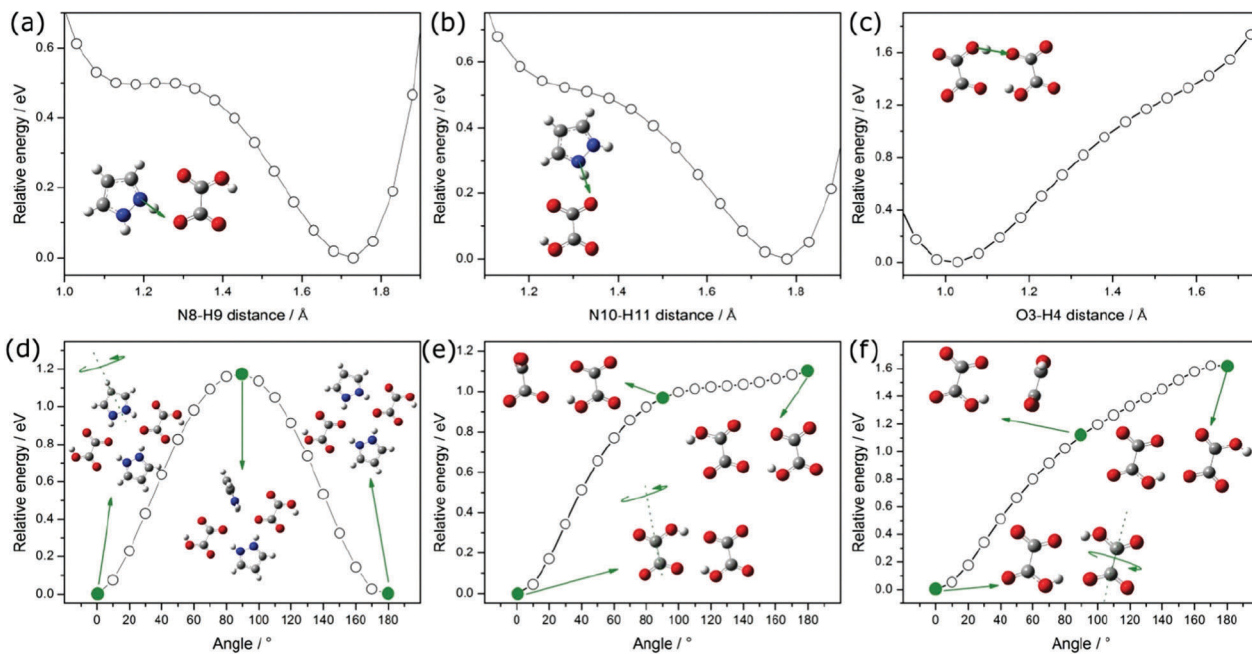 (a)
0.6
0.4
0.2
0.0
Relative energy / eV
1.0 1.2 1.4 1.6 1.8
N8-H9 distance / Å
(b)
0.6
0.4
0.2
0.0
Relative energy / eV
1.2 1.4 1.6 1.8
N10-H11 distance / Å
(c)
1.6
1.2
0.8
0.4
0.0
Relative energy / eV
1.0 1.2 1.4 1.6
O3-H4 distance / Å
(d)
1.2
1.0
0.8
0.6
0.4
0.2
0.0
Relative energy / eV
0 20 40 60 80 100 120 140 160 180
Angle / °
(e)
1.2
1.0
0.8
0.6
0.4
0.2
0.0
Relative energy / eV
0 20 40 60 80 100 120 140 160 180
Angle / °
(f)
1.6
1.4
1.2
1.0
0.8
0.6
0.4
0.2
0.0
Relative energy / eV
0 20 40 60 80 100 120 140 160 180
Angle / °